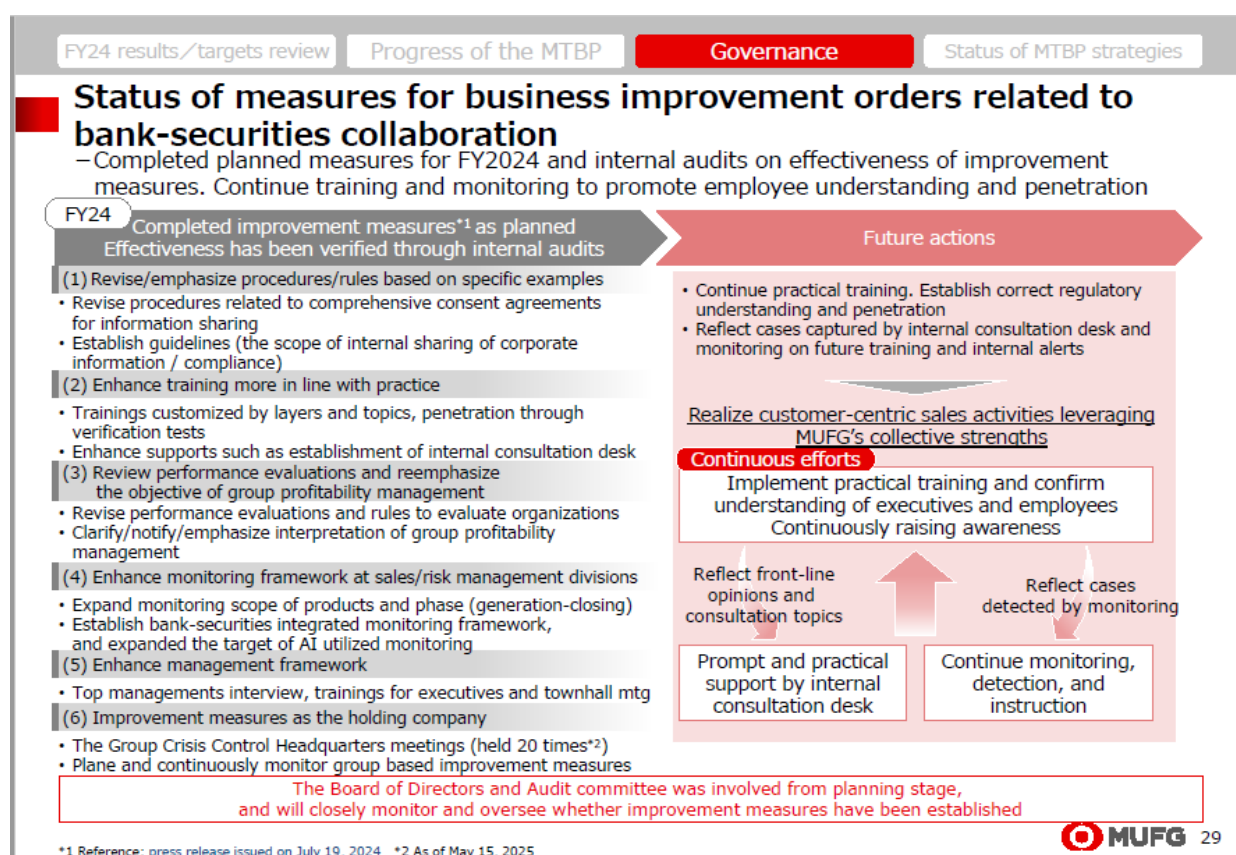 FY24 results／targets review
Progress of the MTBP
Governance
Status of MTBP strategies
Status of measures for business improvement orders related to
bank-securities collaboration
－Completed planned measures for FY2024 and internal audits on effectiveness of improvement
measures. Continue training and monitoring to promote employee understanding and penetration
FY24
Completed improvement measures*1 as planned
Effectiveness has been verified through internal audits
(1) Revise/emphasize procedures/rules based on specific examples
• Revise procedures related to comprehensive consent agreements
for information sharing
• Establish guidelines (the scope of internal sharing of corporate
information / compliance)
(2) Enhance training more in line with practice
• Trainings customized by layers and topics, penetration through
verification tests
• Enhance supports such as establishment of internal consultation desk
(3) Review performance evaluations and reemphasize
the objective of group profitability management
• Revise performance evaluations and rules to evaluate organizations
• Clarify/notify/emphasize interpretation of group profitability
management
(4) Enhance monitoring framework at sales/risk management divisions
• Expand monitoring scope of products and phase (generation-closing)
• Establish bank-securities integrated monitoring framework,
and expanded the target of AI utilized monitoring
(5) Enhance management framework
• Top managements interview, trainings for executives and townhall mtg
(6) Improvement measures as the holding company
• The Group Crisis Control Headquarters meetings (held 20 times*2)
• Plane and continuously monitor group based improvement measures
Future actions
• Continue practical training. Establish correct regulatory
understanding and penetration
• Reflect cases captured by internal consultation desk and
monitoring on future training and internal alerts
Realize customer-centric sales activities leveraging
MUFG's collective strengths
Continuous efforts
Implement practical training and confirm
understanding of executives and employees
Continuously raising awareness
Reflect front-line
opinions and
consultation topics
Reflect cases
detected by monitoring
Prompt and practical
support by internal
consultation desk
Continue monitoring,
detection, and
instruction
The Board of Directors and Audit committee was involved from planning stage,
and will closely monitor and oversee whether improvement measures have been established
*1 Reference: press release issued on July 19, 2024 *2 As of May 15, 2025
MUFG
29